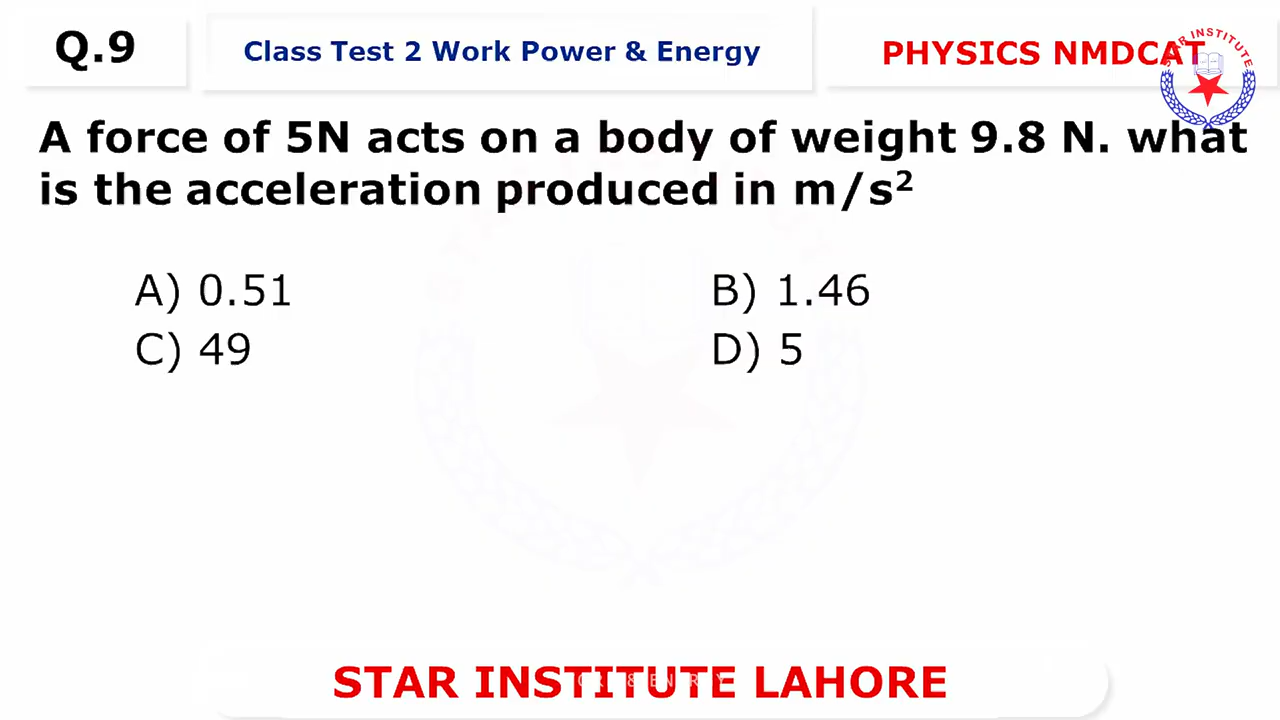 Q.9
Class Test 2 Work Power & Energy
PHYSICS NMDCAT
STAR INSTITUTE
A force of 5N acts on a body of weight 9.8 N. what
is the acceleration produced in m/s²
A) 0.51
B) 1.46
C) 49
D) 5
STAR INSTITUTE LAHORE